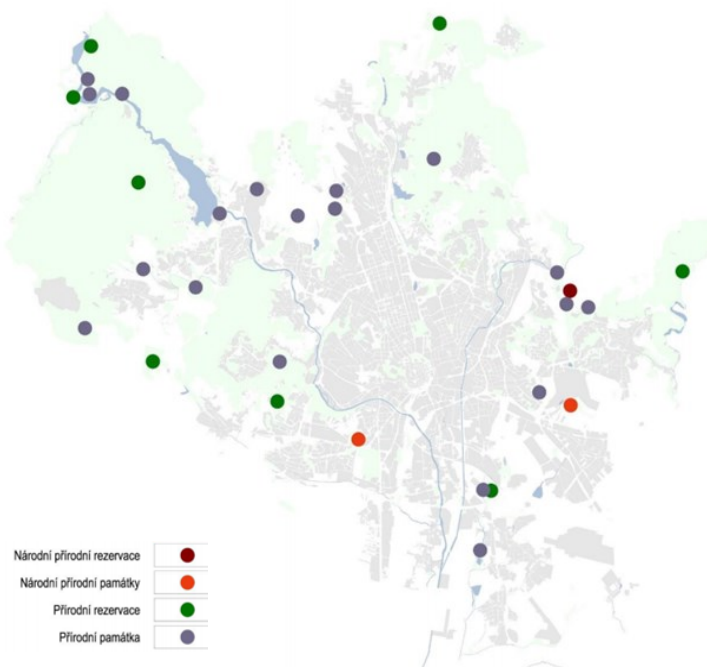 Národní přírodní rezervace
Národní přírodní památky
Přírodní rezervace
Přírodní památka